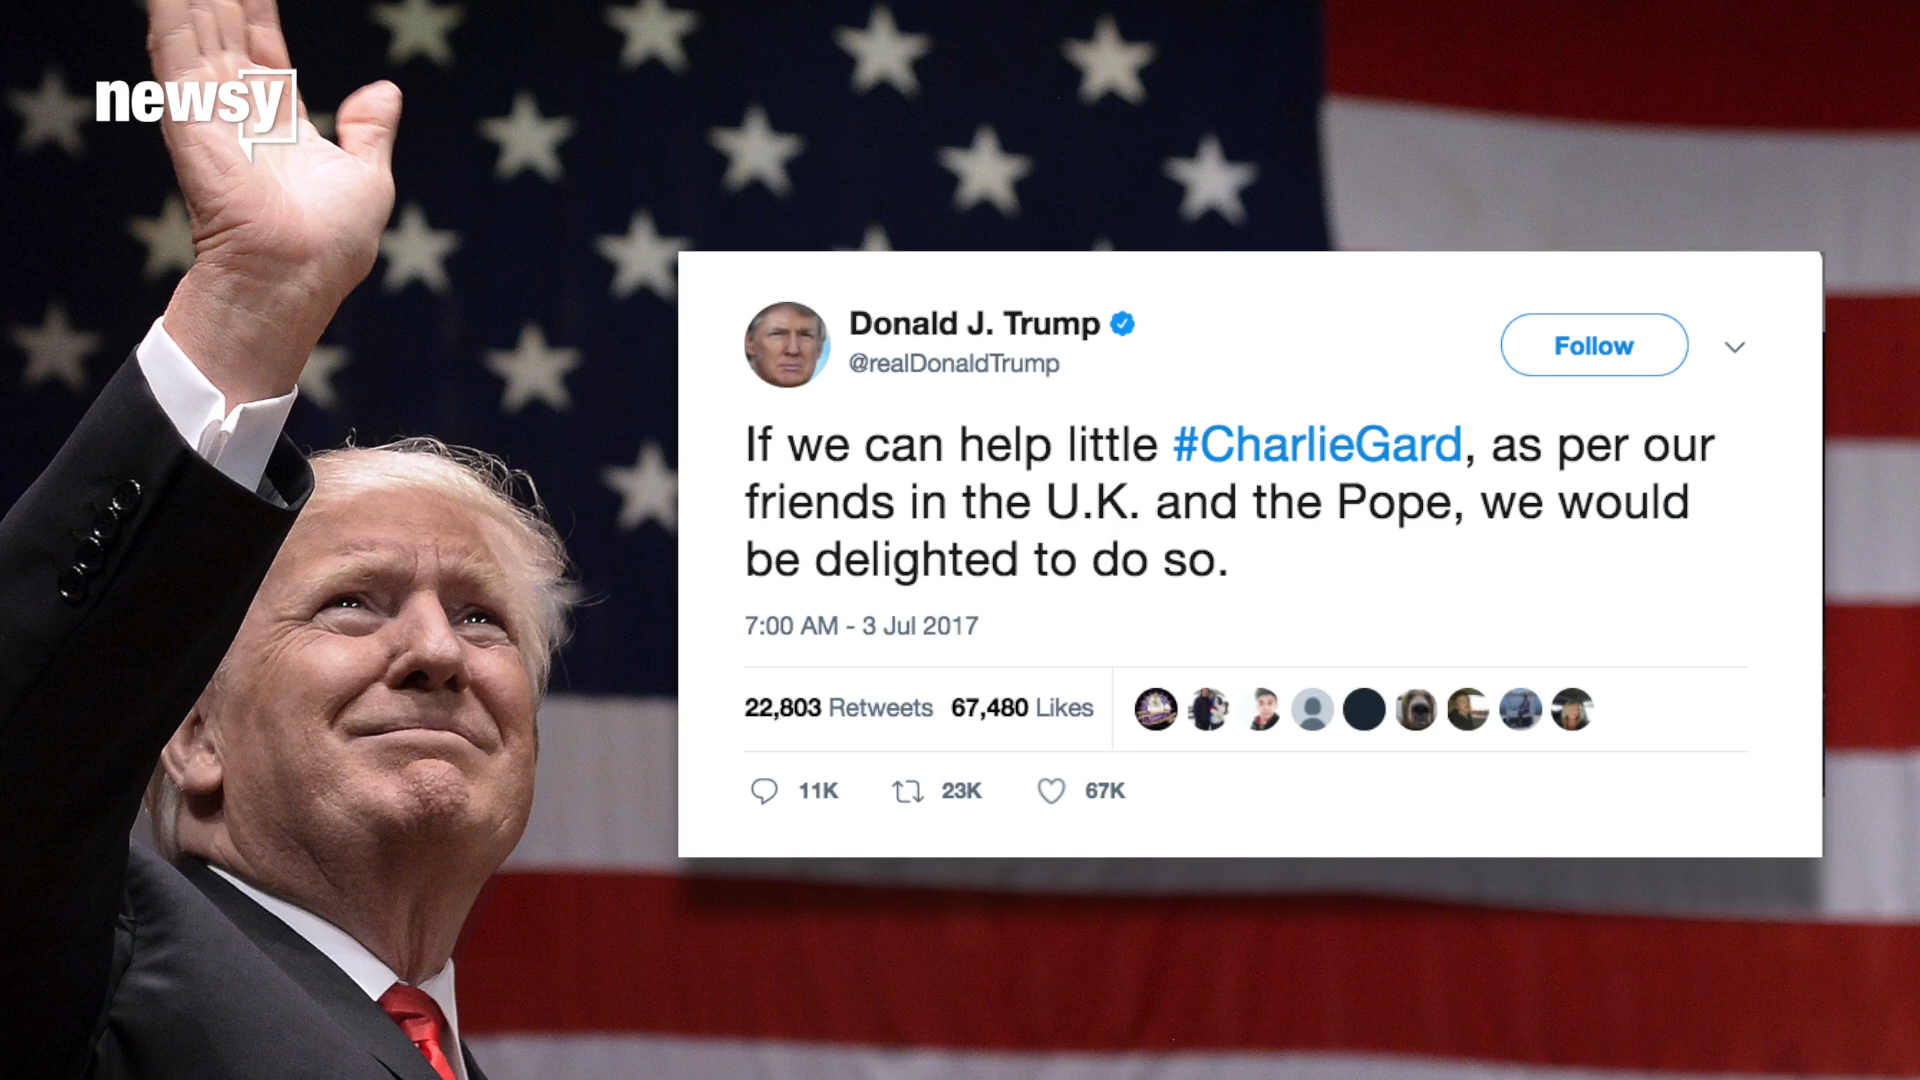 newsy
Donald J. Trump
@realDonaldTrump
Follow
If we can help little #CharlieGard, as per our
friends in the U.K. and the Pope, we would
be delighted to do so.
7:00 AM - 3 Jul 2017
22,803 Retweets 67,480 Likes
11K 23K 67K